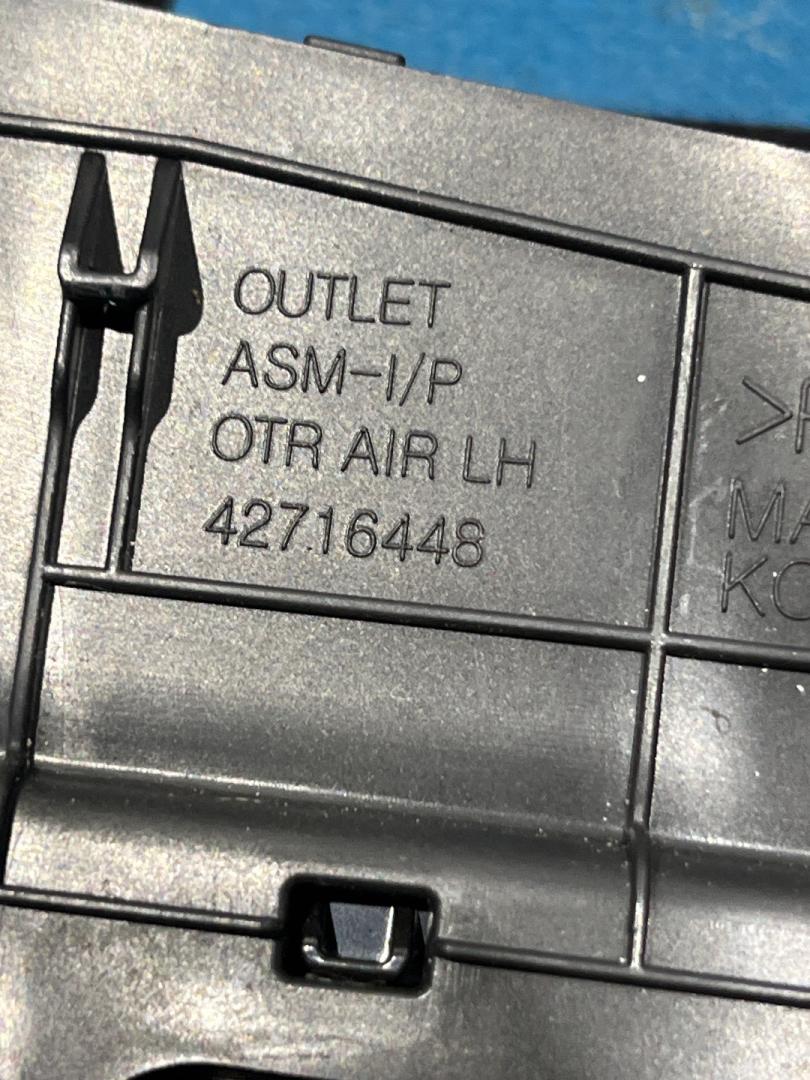 OUTLET
ASM-I/P
OTR AIR LH
42716448